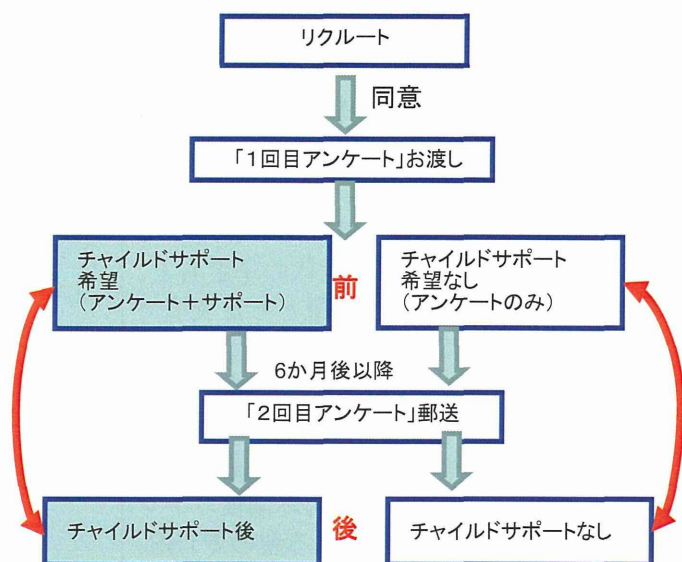 リクルート
同意
「1回目アンケート」お渡し
チャイルドサポート
希望
(アンケート＋サポート)
前
チャイルドサポート
希望なし
(アンケートのみ)
6か月後以降
「2回目アンケート」郵送
チャイルドサポート後
後
チャイルドサポートなし